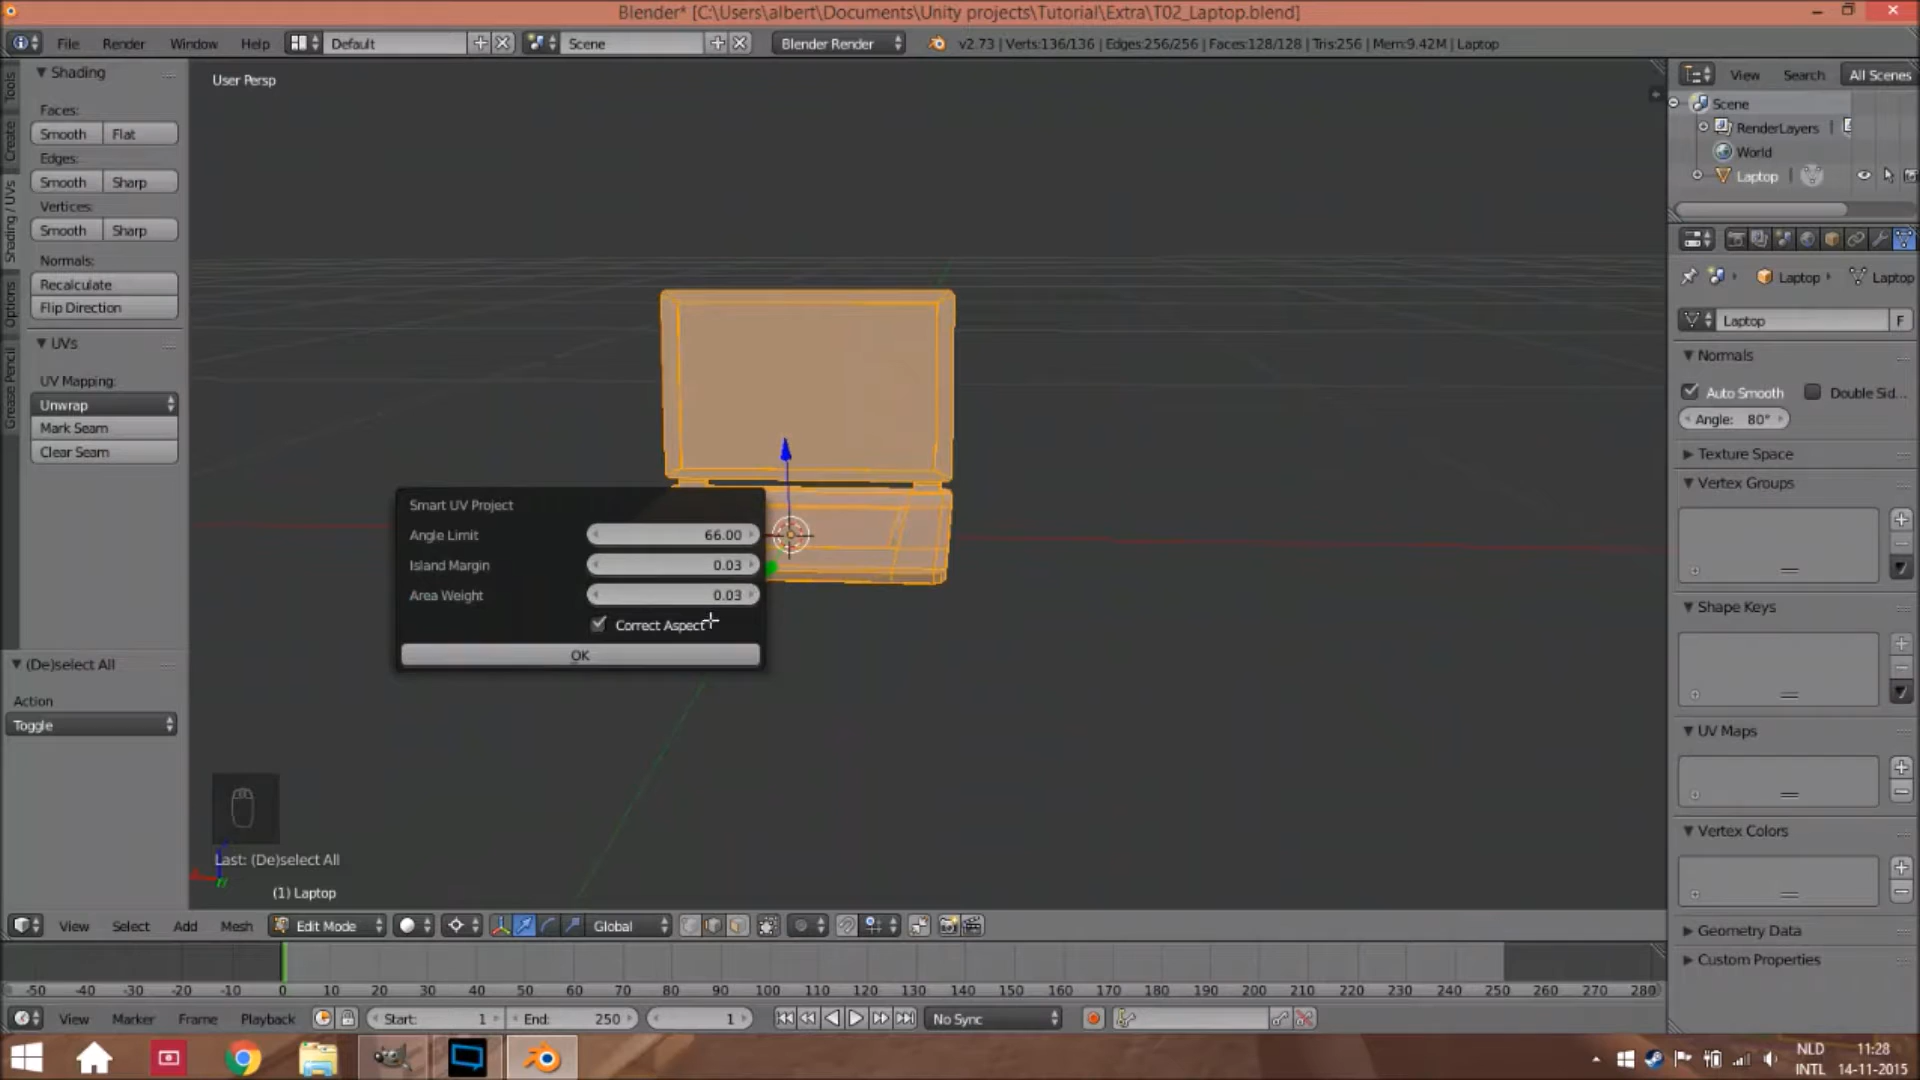 Blender* [C:\Users\albert\Documents\Unity projects\Tutorial\Extra\T02_Laptop.blend]
File Render Window Help Default Scene Blender Render v2.73 | Verts:136/136 | Edges:256/256 | Faces:128/128 | Tris:256 | Mem:9.42M | Laptop
Tools
Create
Shading / UVs
Options
Grease Pencil
Shading
Faces:
Smooth Flat
Edges:
Smooth Sharp
Vertices:
Smooth Sharp
Normals:
Recalculate
Flip Direction
UVs
UV Mapping:
Unwrap
Mark Seam
Clear Seam
(De)select All
Action
Toggle
User Persp
Smart UV Project
Angle Limit 66.00
Island Margin 0.03
Area Weight 0.03
Correct Aspect
OK
Last: (De)select All
(1) Laptop
View Search All Scenes
Scene
RenderLayers
World
Laptop
Laptop Laptop
Laptop F
Normals
Auto Smooth Double Sid...
Angle: 80°
Texture Space
Vertex Groups
Shape Keys
UV Maps
Vertex Colors
Geometry Data
Custom Properties
View Select Add Mesh Edit Mode Global
-50 -40 -30 -20 -10 0 10 20 30 40 50 60 70 80 90 100 110 120 130 140 150 160 170 180 190 200 210 220 230 240 250 260 270 280
View Marker Frame Playback Start: 1 End: 250 1 No Sync
NLD 11:28
INTL 14-11-2015